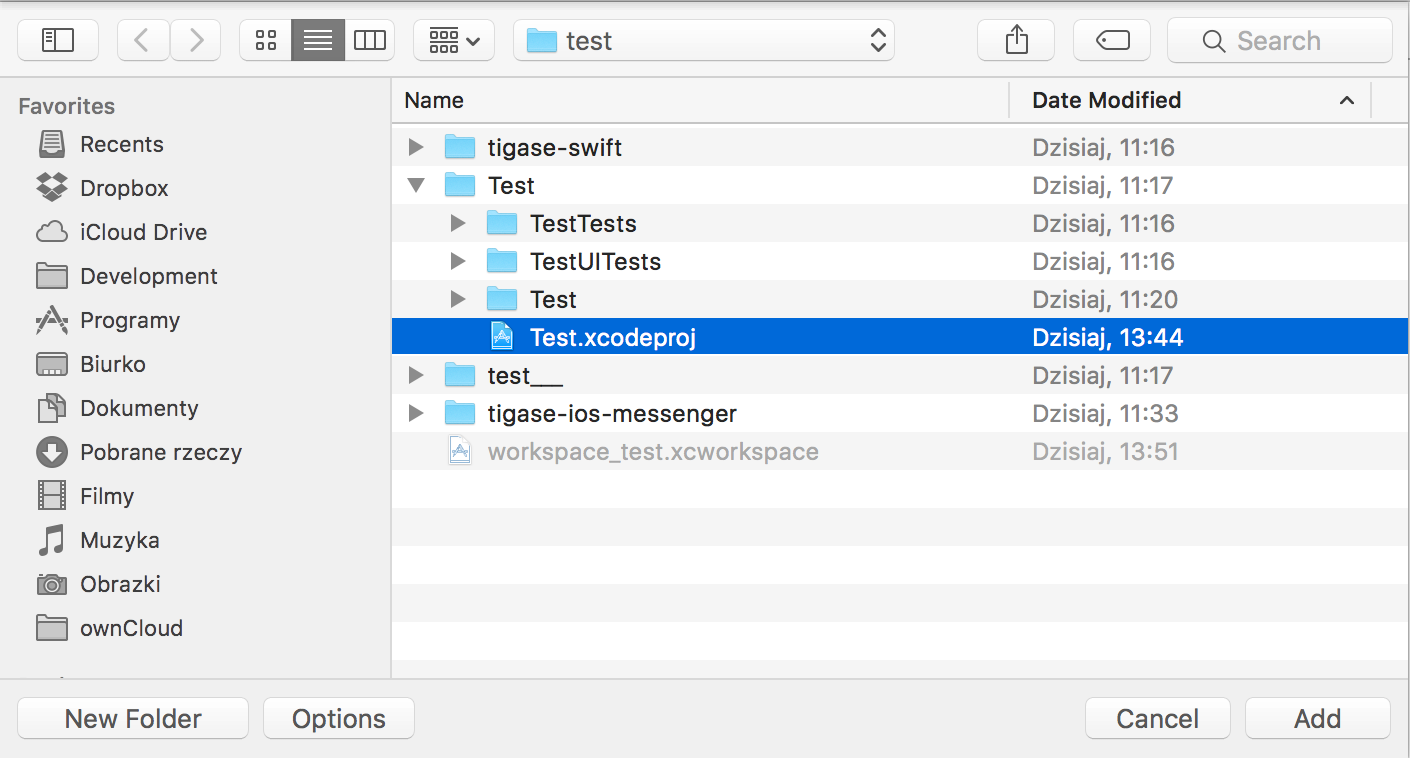 test
Search
Favorites
Recents
Dropbox
iCloud Drive
Development
Programy
Biurko
Dokumenty
Pobrane rzeczy
Filmy
Muzyka
Obrazki
ownCloud
Name Date Modified
tigase-swift Dzisiaj, 11:16
Test Dzisiaj, 11:17
TestTests Dzisiaj, 11:16
TestUITests Dzisiaj, 11:16
Test Dzisiaj, 11:20
Test.xcodeproj Dzisiaj, 13:44
test___ Dzisiaj, 11:17
tigase-ios-messenger Dzisiaj, 11:33
workspace_test.xcworkspace Dzisiaj, 13:51
New Folder Options Cancel Add